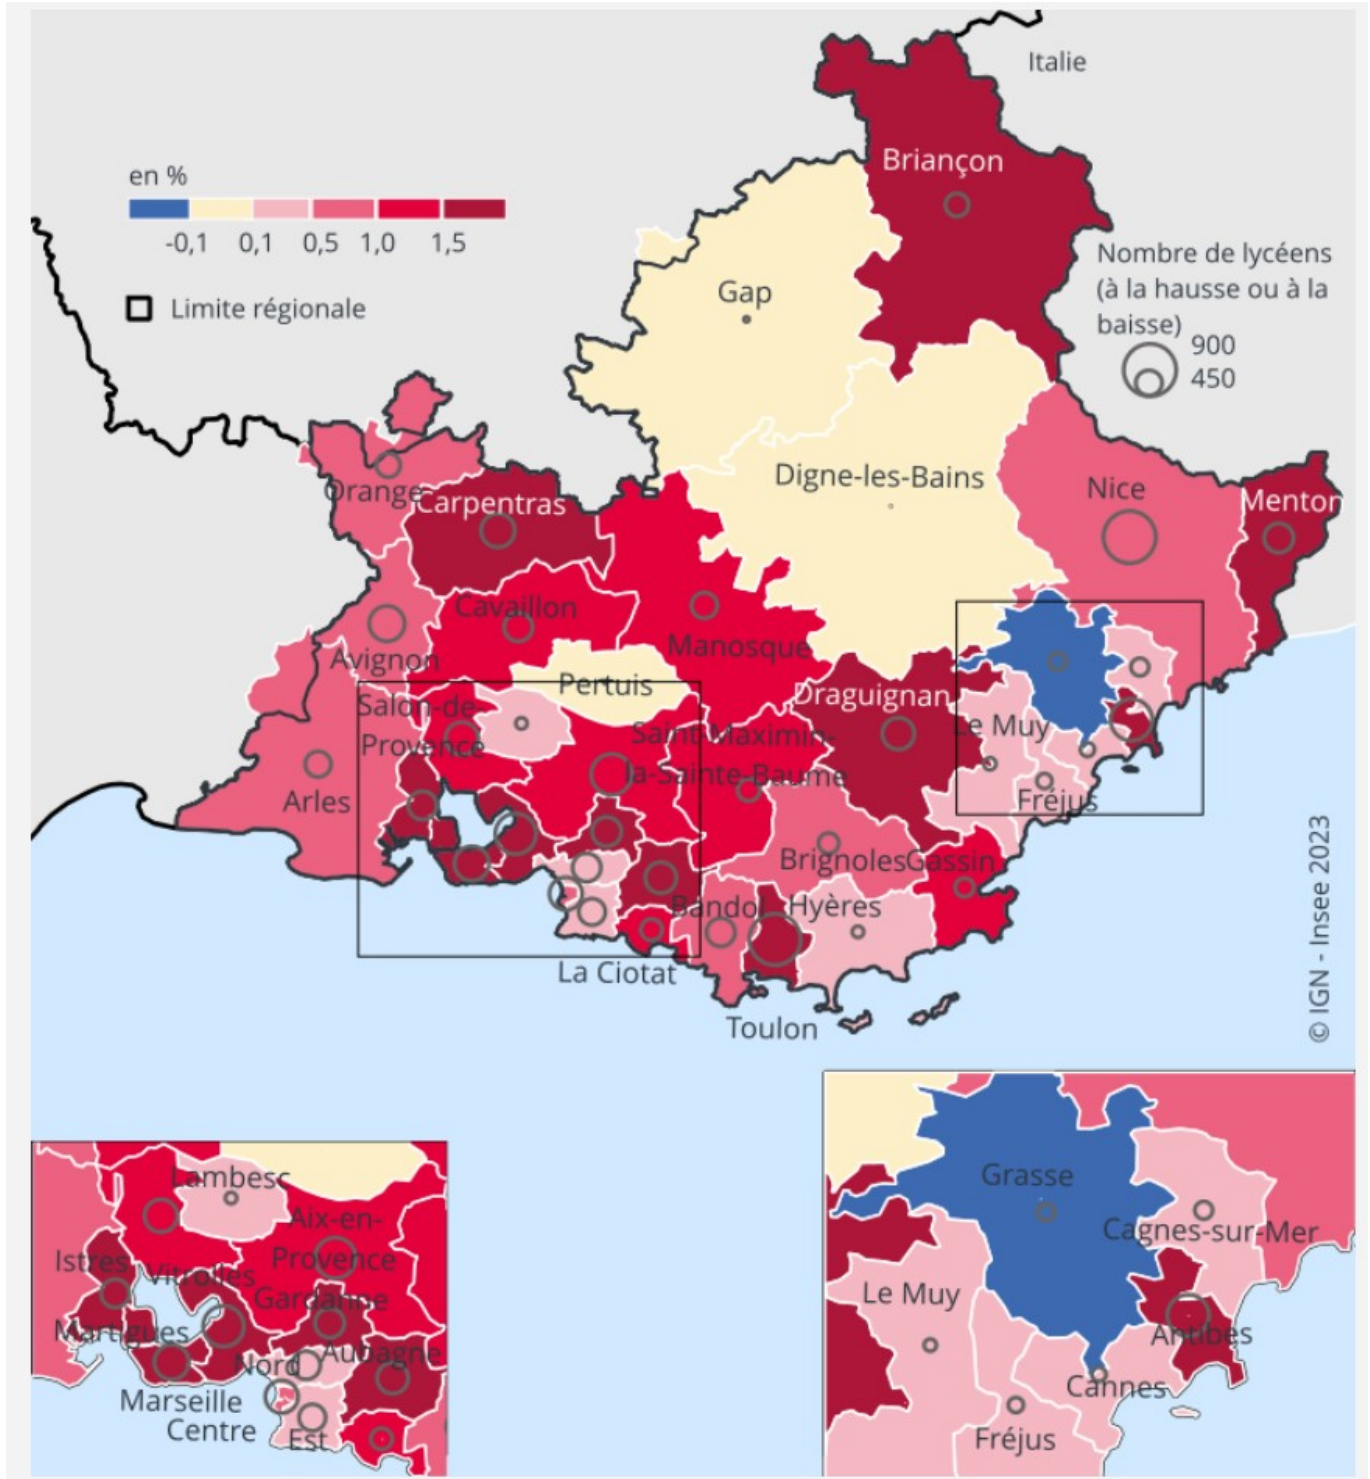 Italie
Briançon
en %
-0,1
0,1
0,5
1,0
1,5
Limite régionale
Nombre de lycéens
(à la hausse ou à la
baisse)
900
450
Gap
Digne-les-Bains
Nice
Menton
Orange
Carpentras
Cavaillon
Manosque
Avignon
Pertuis
Draguignan
Salon-de-
Provence
Saint-Maximin-
la-Sainte-Baume
Le Muy
Arles
Fréjus
Brignoles
Gassin
Bandol
Hyères
La Ciotat
Toulon
© IGN - Insee 2023
Lambesc
Aix-en-
Provence
Istres
Vitrolles
Gardanne
Martigues
Nord
Aubagne
Marseille
Centre
Est
Grasse
Cagnes-sur-Mer
Le Muy
Antibes
Cannes
Fréjus